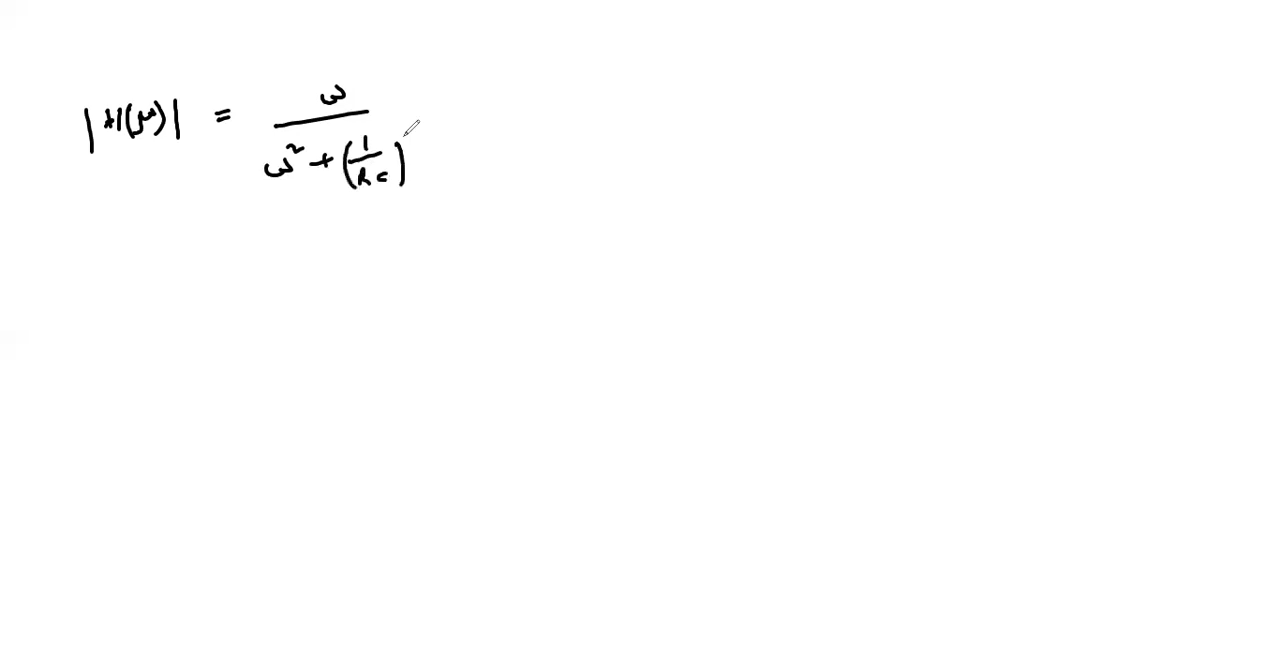 |H(jω)| = ω / (ω² + (1/RC))